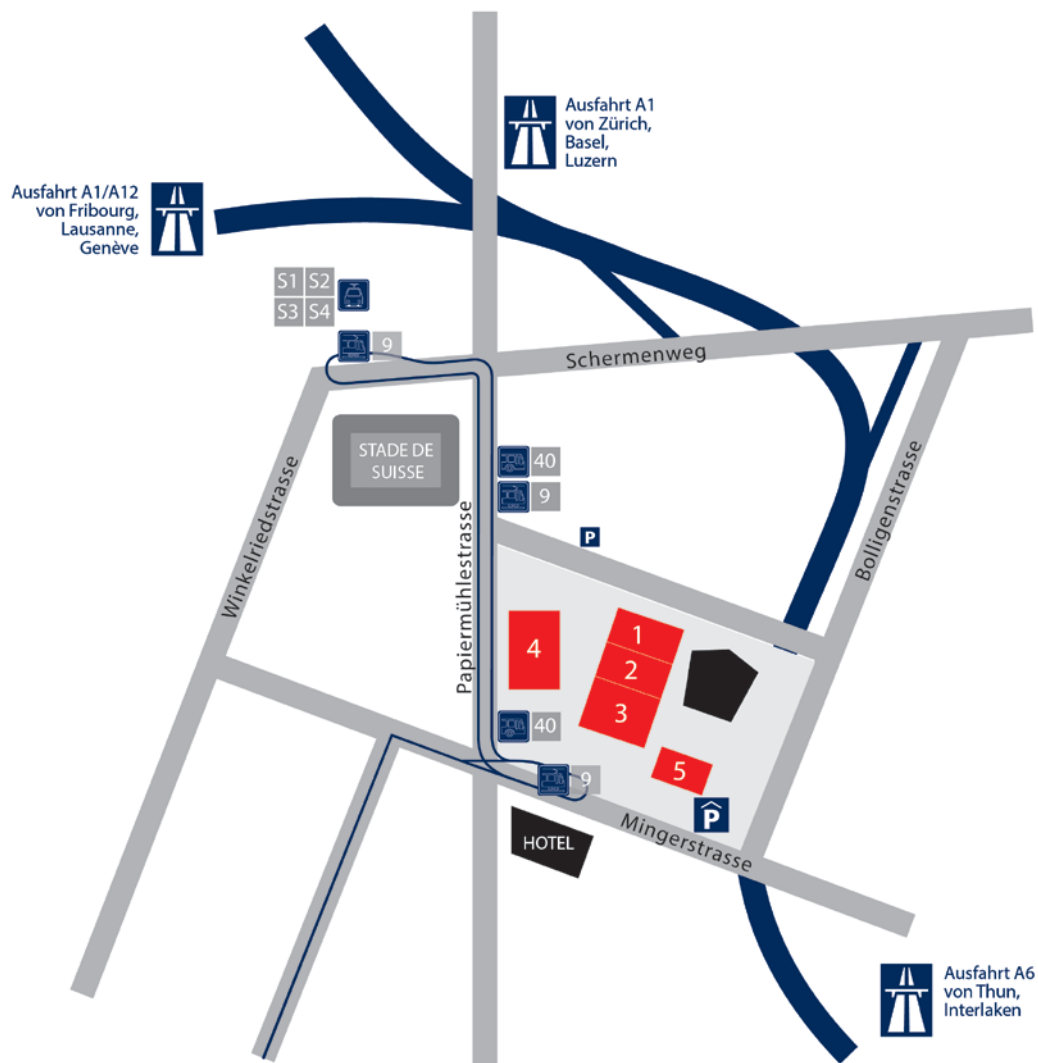 Ausfahrt A1
von Zürich,
Basel,
Luzern
Ausfahrt A1/A12
von Fribourg,
Lausanne,
Genève
S1 S2
S3 S4
9
Schermenweg
STADE DE
SUISSE
40
9
P
Winkelriedstrasse
Papiermühlestrasse
Bolligenstrasse
1
4
2
3
40
5
9
P
Mingerstrasse
HOTEL
Ausfahrt A6
von Thun,
Interlaken